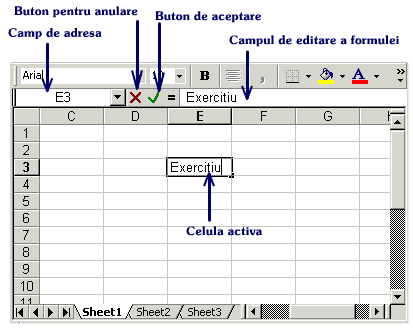 Buton pentru anulare
Buton de acceptare
Camp de adresa
Campul de editare a formulei
Arial B
E3 = Exercitiu
C D E F G
1
2
3 Exercitiu
4
5
6
Celula activa
7
8
9
10
11
Sheet1 Sheet2 Sheet3